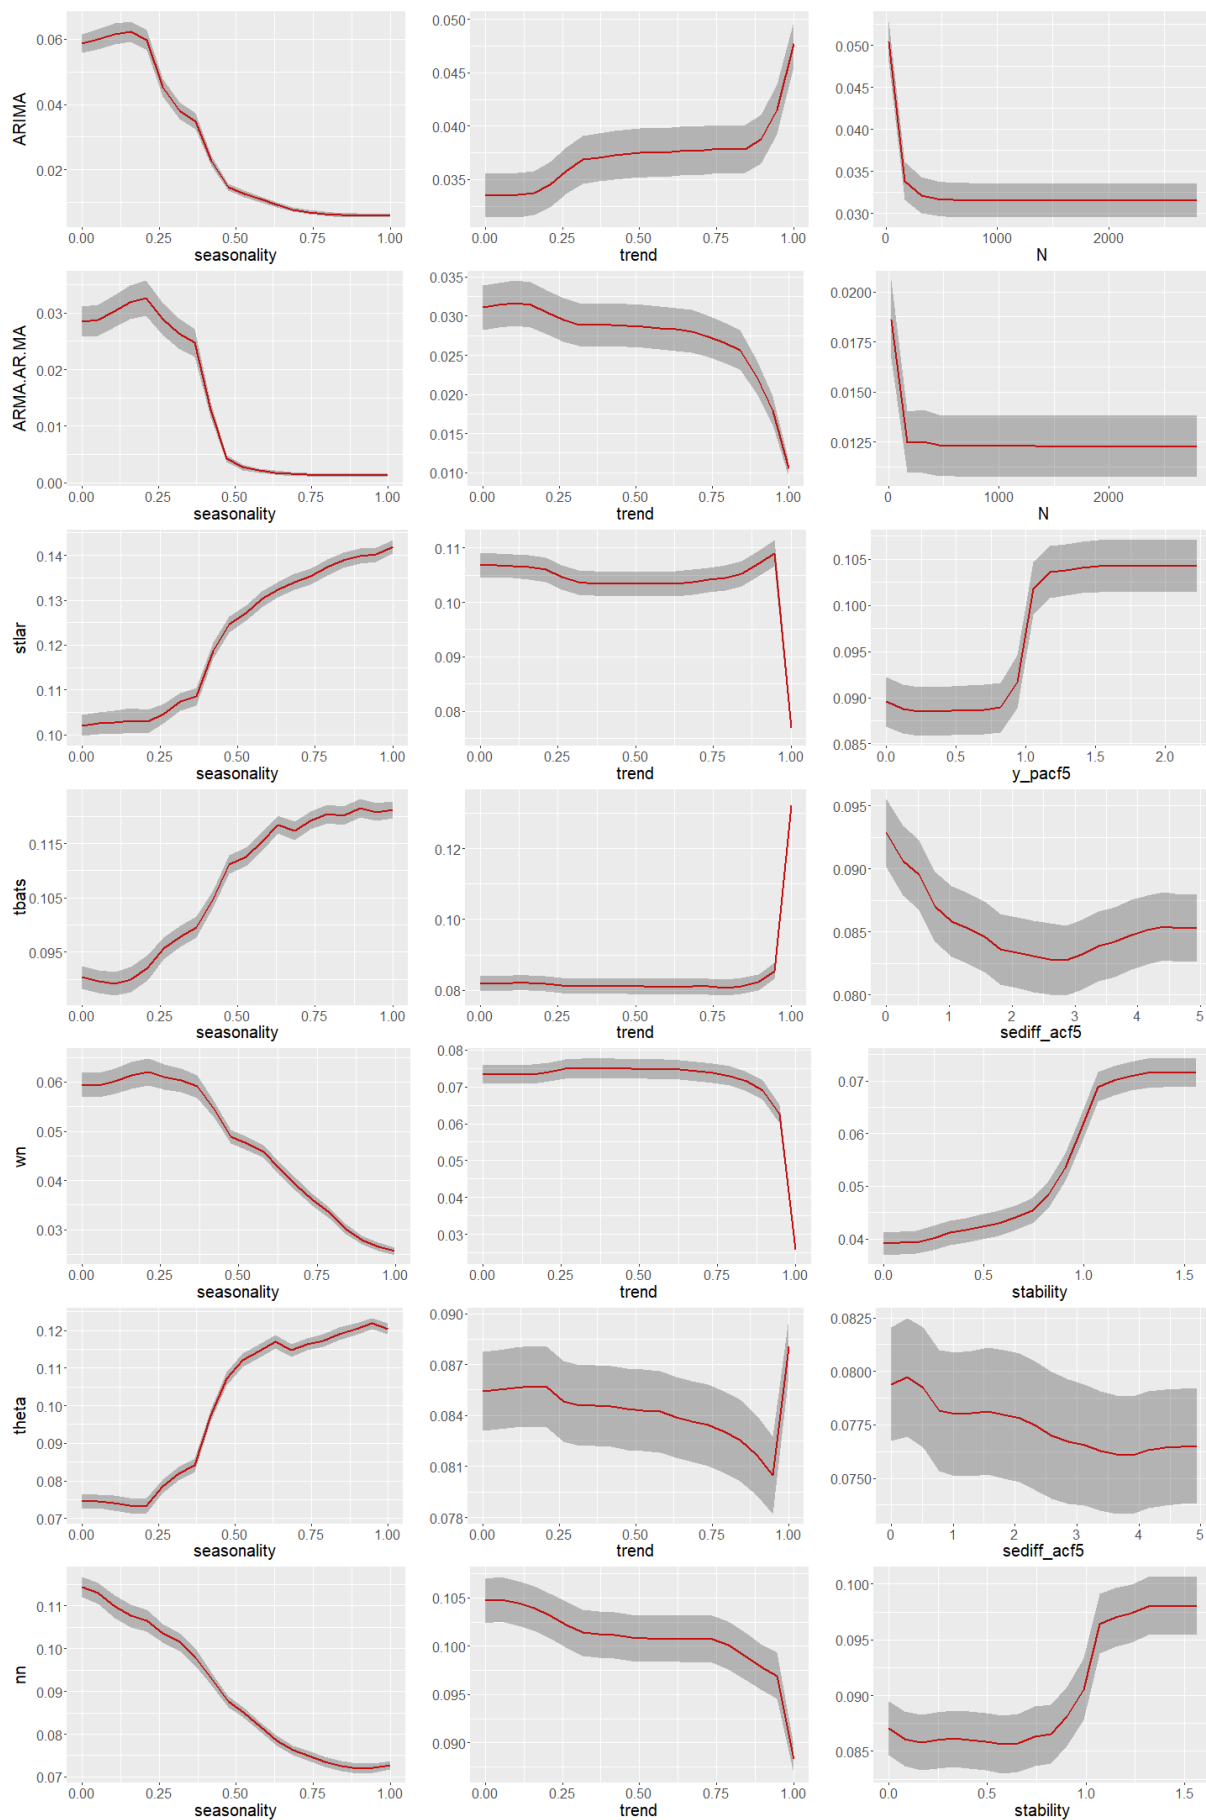 ARIMA
0.06
0.04
0.02
0.00 0.25 0.50 0.75 1.00
seasonality
0.050
0.045
0.040
0.035
0.00 0.25 0.50 0.75 1.00
trend
0.050
0.045
0.040
0.035
0.030
0 1000 2000
N
ARMA.AR.MA
0.03
0.02
0.01
0.00
0.00 0.25 0.50 0.75 1.00
seasonality
0.035
0.030
0.025
0.020
0.015
0.010
0.00 0.25 0.50 0.75 1.00
trend
0.0200
0.0175
0.0150
0.0125
0 1000 2000
N
stlar
0.14
0.13
0.12
0.11
0.10
0.00 0.25 0.50 0.75 1.00
seasonality
0.11
0.10
0.09
0.08
0.00 0.25 0.50 0.75 1.00
trend
0.105
0.100
0.095
0.090
0.085
0.0 0.5 1.0 1.5 2.0
y_pacf5
tbats
0.115
0.105
0.095
0.00 0.25 0.50 0.75 1.00
seasonality
0.12
0.10
0.08
0.00 0.25 0.50 0.75 1.00
trend
0.095
0.090
0.085
0.080
0 1 2 3 4 5
sediff_acf5
wn
0.06
0.05
0.04
0.03
0.00 0.25 0.50 0.75 1.00
seasonality
0.08
0.07
0.06
0.05
0.04
0.03
0.00 0.25 0.50 0.75 1.00
trend
0.07
0.06
0.05
0.04
0.0 0.5 1.0 1.5
stability
theta
0.12
0.11
0.10
0.09
0.08
0.07
0.00 0.25 0.50 0.75 1.00
seasonality
0.090
0.087
0.084
0.081
0.078
0.00 0.25 0.50 0.75 1.00
trend
0.0825
0.0800
0.0775
0.0750
0 1 2 3 4 5
sediff_acf5
nn
0.11
0.10
0.09
0.08
0.07
0.00 0.25 0.50 0.75 1.00
seasonality
0.105
0.100
0.095
0.090
0.00 0.25 0.50 0.75 1.00
trend
0.100
0.095
0.090
0.085
0.0 0.5 1.0 1.5
stability